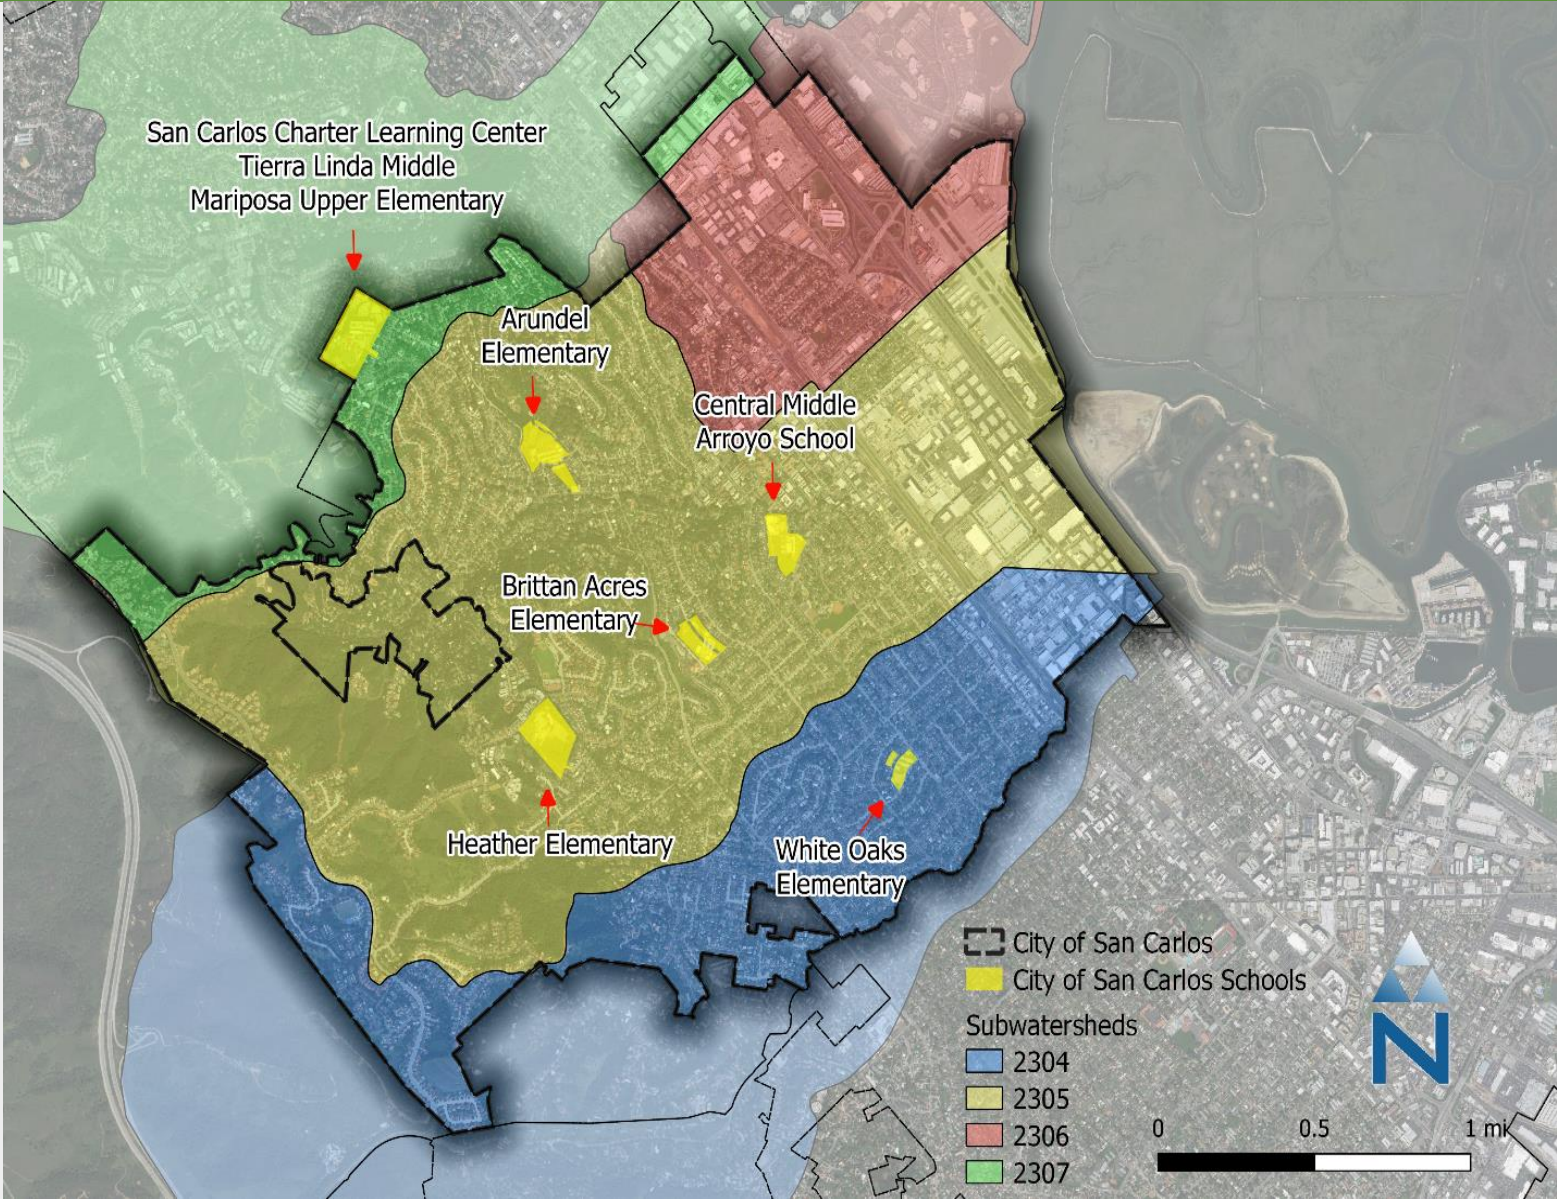 San Carlos Charter Learning Center
Tierra Linda Middle
Mariposa Upper Elementary
Arundel
Elementary
Central Middle
Arroyo School
Brittan Acres
Elementary
Heather Elementary
White Oaks
Elementary
City of San Carlos
City of San Carlos Schools
Subwatersheds
2304
2305
2306
2307
N
0 0.5 1 mi